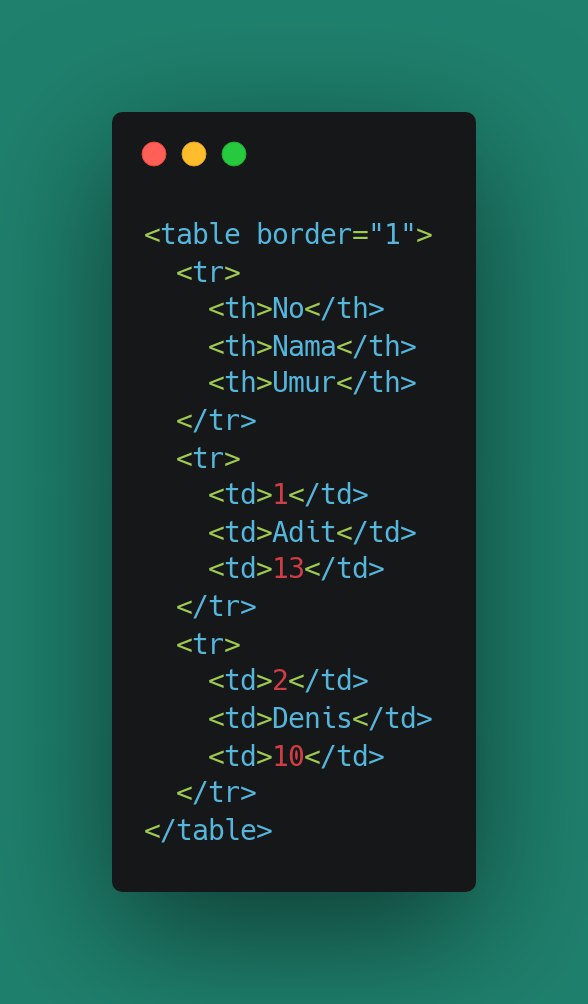 <table border="1">
  <tr>
    <th>No</th>
    <th>Nama</th>
    <th>Umur</th>
  </tr>
  <tr>
    <td>1</td>
    <td>Adit</td>
    <td>13</td>
  </tr>
  <tr>
    <td>2</td>
    <td>Denis</td>
    <td>10</td>
  </tr>
</table>